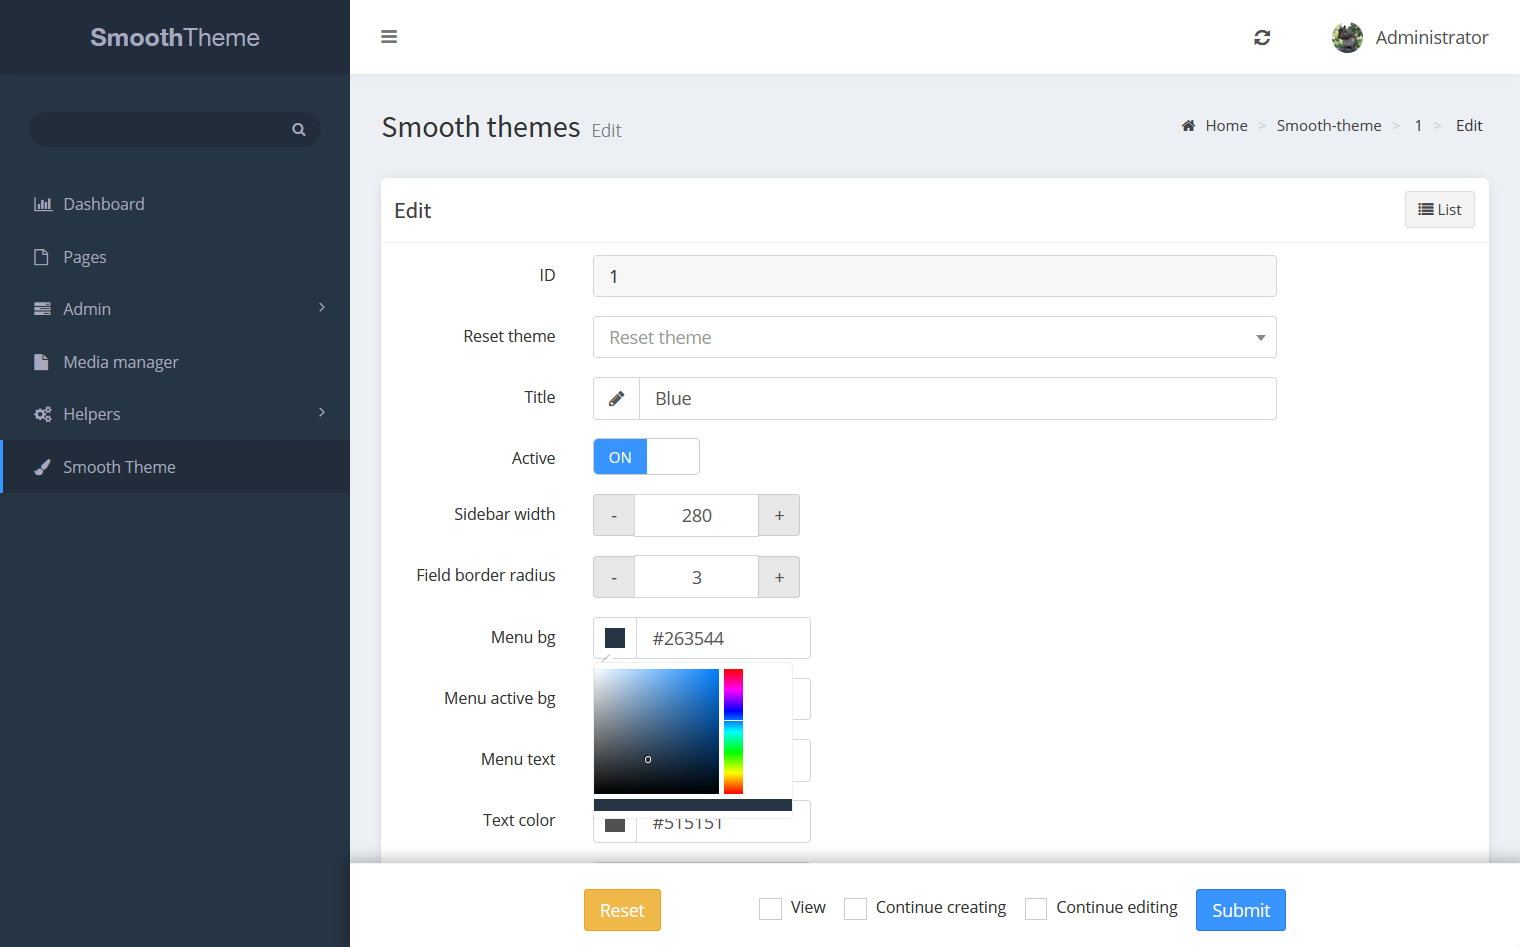 SmoothTheme
Administrator
Smooth themes Edit
Home > Smooth-theme > 1 > Edit
Dashboard
Pages
Admin
Media manager
Helpers
Smooth Theme
Edit
List
ID
1
Reset theme
Reset theme
Title
Blue
Active
ON
Sidebar width
- 280 +
Field border radius
- 3 +
Menu bg
#263544
Menu active bg
Menu text
Text color
#515151
Reset
View
Continue creating
Continue editing
Submit